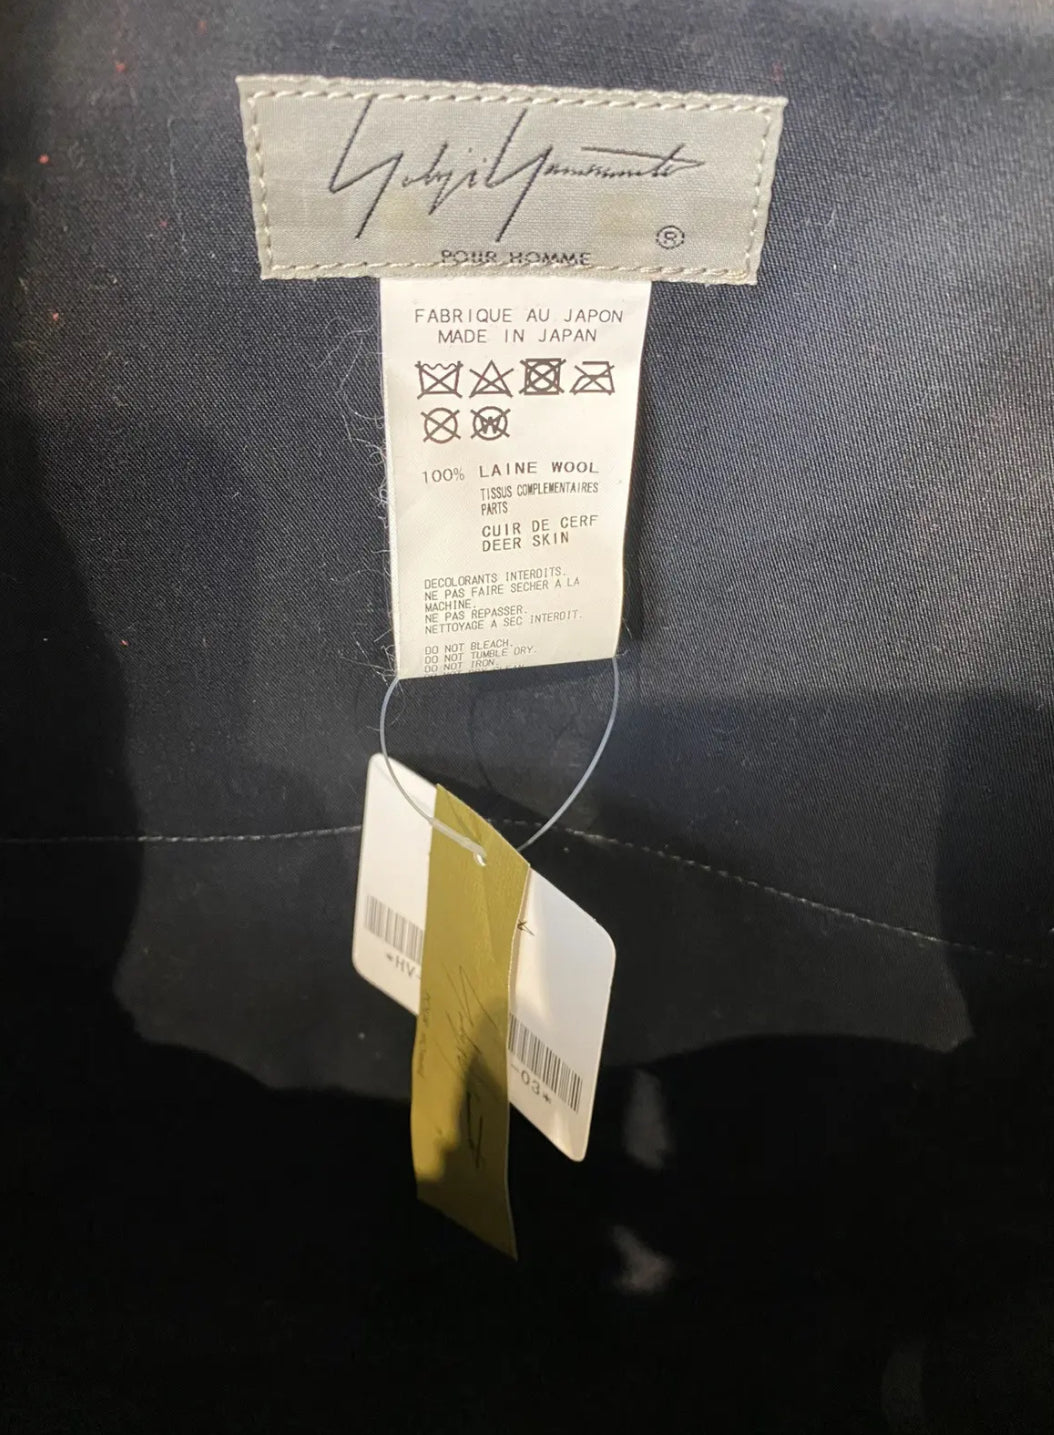 Yohji Yamamoto
®
POUR HOMME
FABRIQUE AU JAPON
MADE IN JAPAN
W
100% LAINE WOOL
TISSUS COMPLEMENTAIRES
PARTS
CUIR DE CERF
DEER SKIN
DECOLORANTS INTERDITS.
NE PAS FAIRE SECHER A LA
MACHINE.
NE PAS REPASSER.
NETTOYAGE A SEC INTERDIT.
DO NOT BLEACH.
DO NOT TUMBLE DRY.
DO NOT IRON.
*HV-
-03*